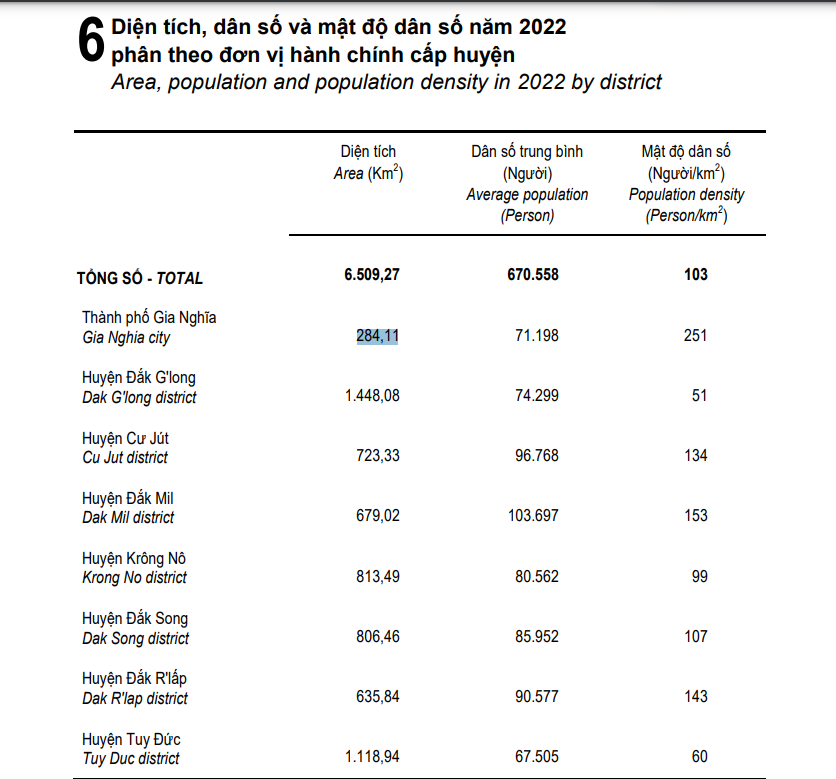 6 Diện tích, dân số và mật độ dân số năm 2022
phân theo đơn vị hành chính cấp huyện
Area, population and population density in 2022 by district
Diện tích Dân số trung bình Mật độ dân số
Area (Km²) (Người) (Người/km²)
Average population Population density
(Person) (Person/km²)
TỔNG SỐ - TOTAL 6.509,27 670.558 103
Thành phố Gia Nghĩa
Gia Nghia city 284,11 71.198 251
Huyện Đắk G'long
Dak G'long district 1.448,08 74.299 51
Huyện Cư Jút
Cu Jut district 723,33 96.768 134
Huyện Đắk Mil
Dak Mil district 679,02 103.697 153
Huyện Krông Nô
Krong No district 813,49 80.562 99
Huyện Đắk Song
Dak Song district 806,46 85.952 107
Huyện Đắk R'lấp
Dak R'lap district 635,84 90.577 143
Huyện Tuy Đức
Tuy Duc district 1.118,94 67.505 60